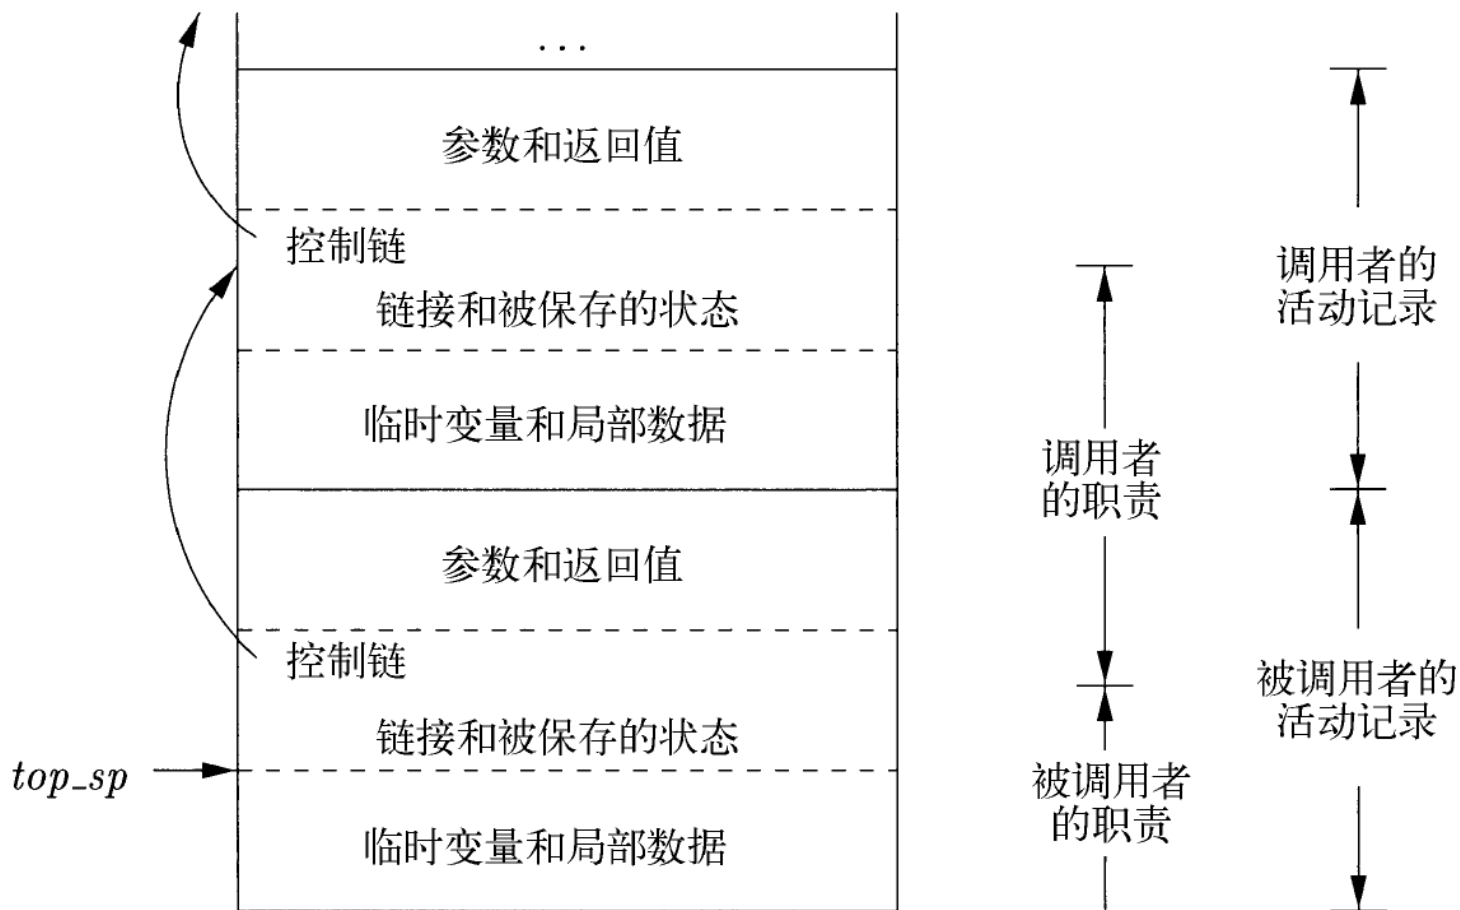 ...
参数和返回值
控制链
链接和被保存的状态
临时变量和局部数据
参数和返回值
控制链
链接和被保存的状态
top_sp
临时变量和局部数据
调用者
的职责
被调用者
的职责
调用者的
活动记录
被调用者的
活动记录